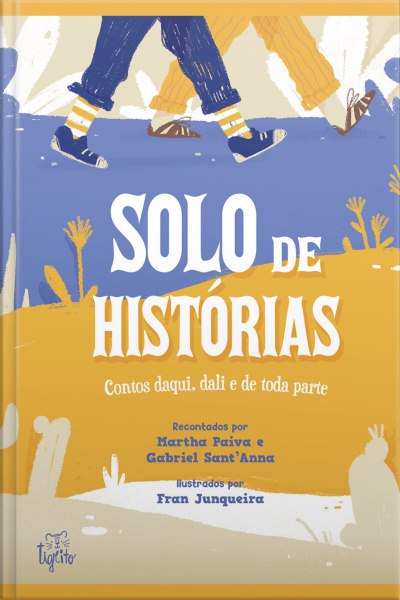 SOLO DE
HISTÓRIAS
Contos daqui, dali e de toda parte
Recontados por
Martha Paiva e
Gabriel Sant'Anna
Ilustrados por
Fran Junqueira
tigrito